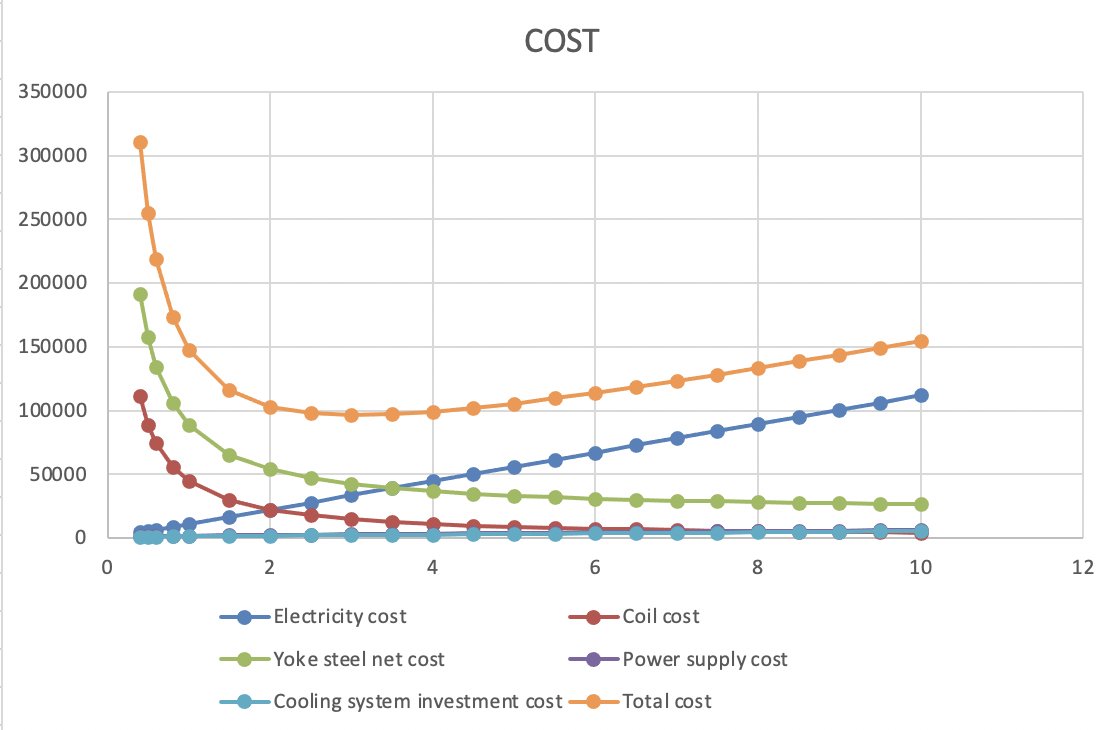 COST
350000
300000
250000
200000
150000
100000
50000
0
0 2 4 6 8 10 12
Electricity cost Coil cost
Yoke steel net cost Power supply cost
Cooling system investment cost Total cost